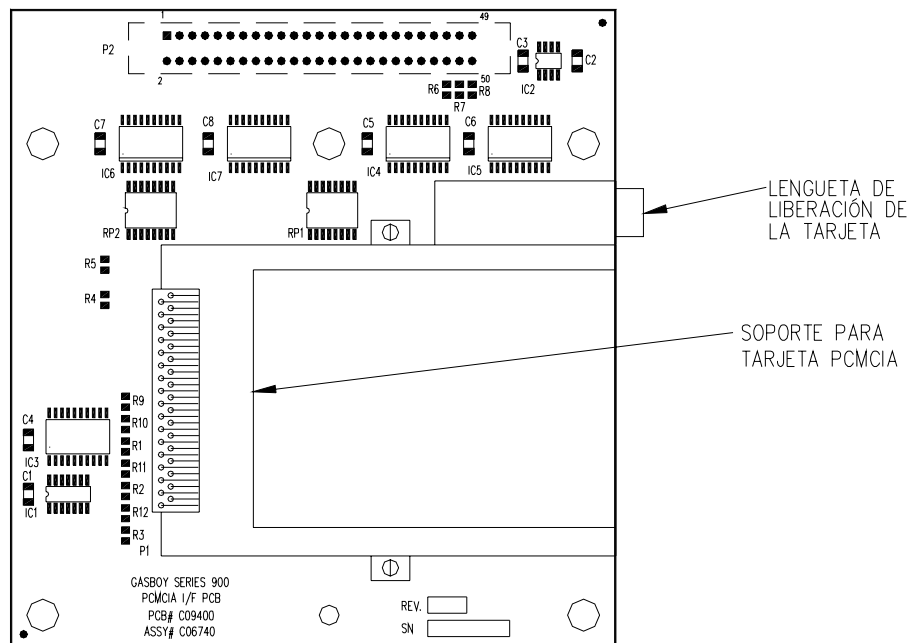 1
49
P2
C3
C2
2
50
IC2
R6
R8
R7
C7
C8
C5
C6
IC6
IC7
IC4
IC5
LENGUETA DE
LIBERACIÓN DE
LA TARJETA
RP2
RP1
R5
R4
SOPORTE PARA
TARJETA PCMCIA
R9
C4
R10
R1
IC3
R11
C1
R2
IC1
R12
R3
P1
GASBOY SERIES 900
PCMCIA I/F PCB
PCB# C09400
ASSY# C06740
REV.
SN